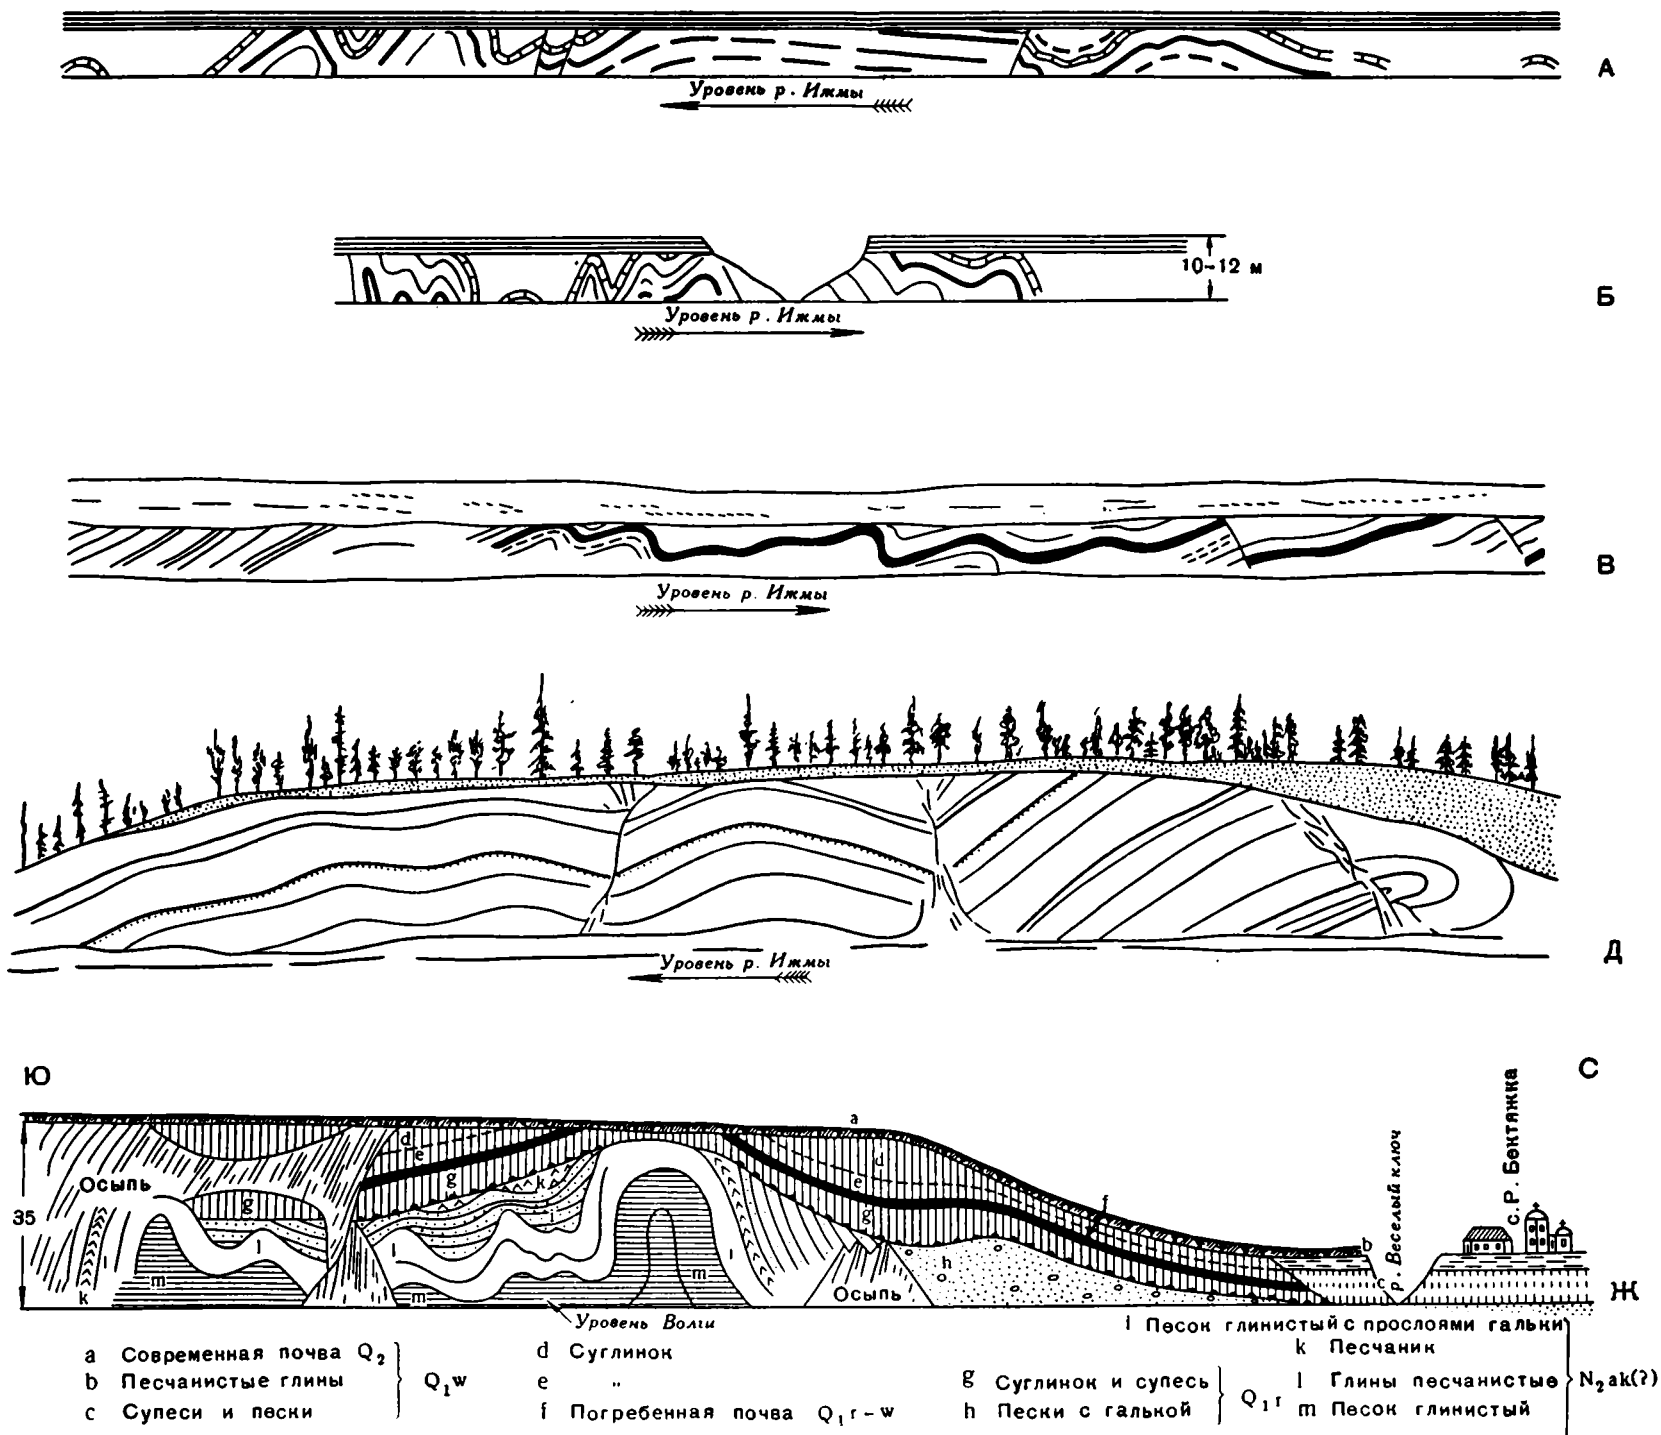 А
Уровень р. Ижмы
10-12 м
Б
Уровень р. Ижмы
В
Уровень р. Ижмы
Д
Уровень р. Ижмы
Ю
С
a
d
e
d
e
f
g
k
i
g
g
Осыпь
35
h
b
c
р. Веселый ключ
с. Р. Бектяжка
l
l
l
m
m
m
k
Осыпь
Ж
Уровень Волги
i Песок глинистый с прослоями гальки
a Современная почва Q₂
b Песчанистые глины
c Супеси и пески
Q₁w
d Суглинок
e "
f Погребенная почва Q₁r-w
g Суглинок и супесь
h Пески с галькой
Q₁r
k Песчаник
l Глины песчанистые
m Песок глинистый
N₂ak(?)